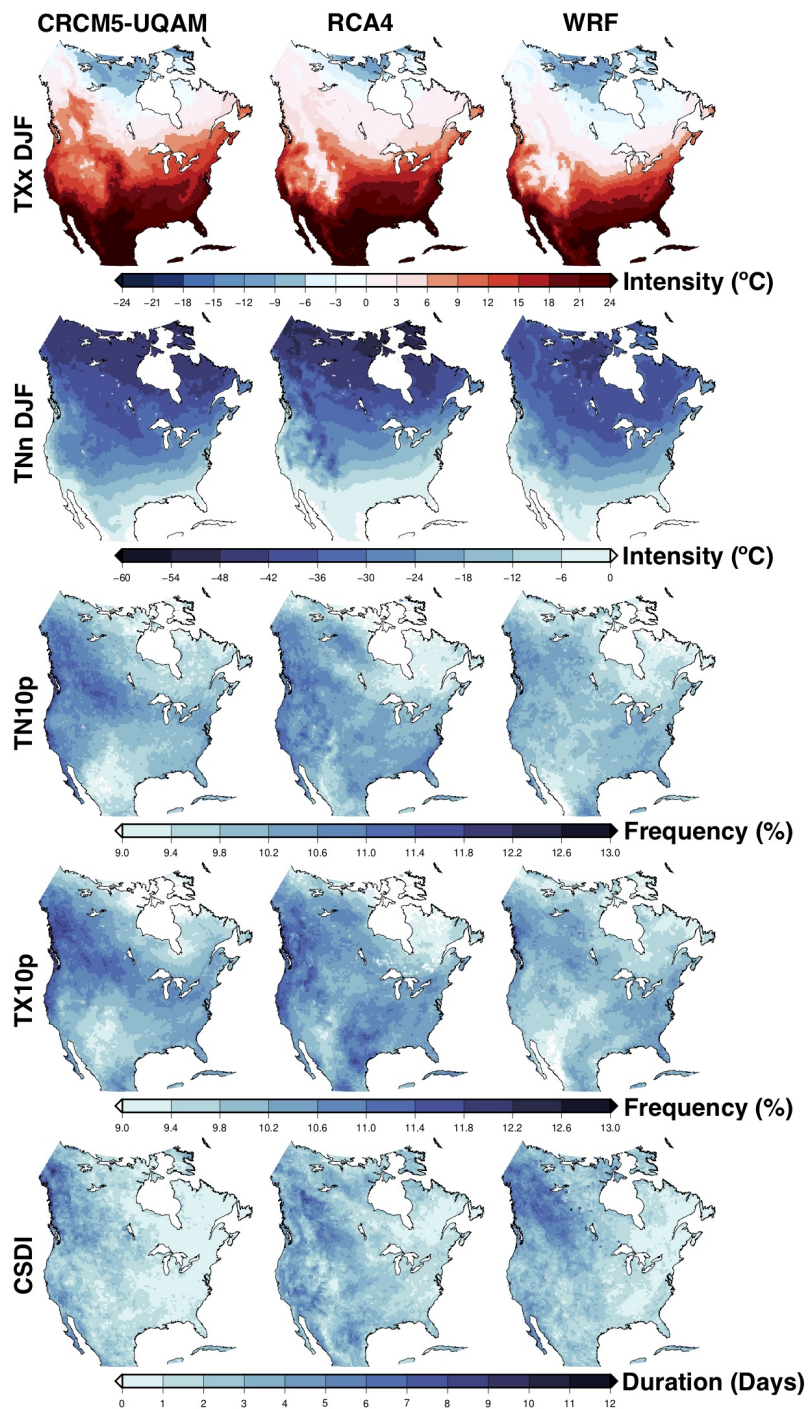 CRCM5-UQAM RCA4 WRF
TXx DJF
−24 −21 −18 −15 −12 −9 −6 −3 0 3 6 9 12 15 18 21 24
Intensity (°C)
TNn DJF
−60 −54 −48 −42 −36 −30 −24 −18 −12 −6 0
Intensity (°C)
TN10p
9.0 9.4 9.8 10.2 10.6 11.0 11.4 11.8 12.2 12.6 13.0
Frequency (%)
TX10p
9.0 9.4 9.8 10.2 10.6 11.0 11.4 11.8 12.2 12.6 13.0
Frequency (%)
CSDI
0 1 2 3 4 5 6 7 8 9 10 11 12
Duration (Days)